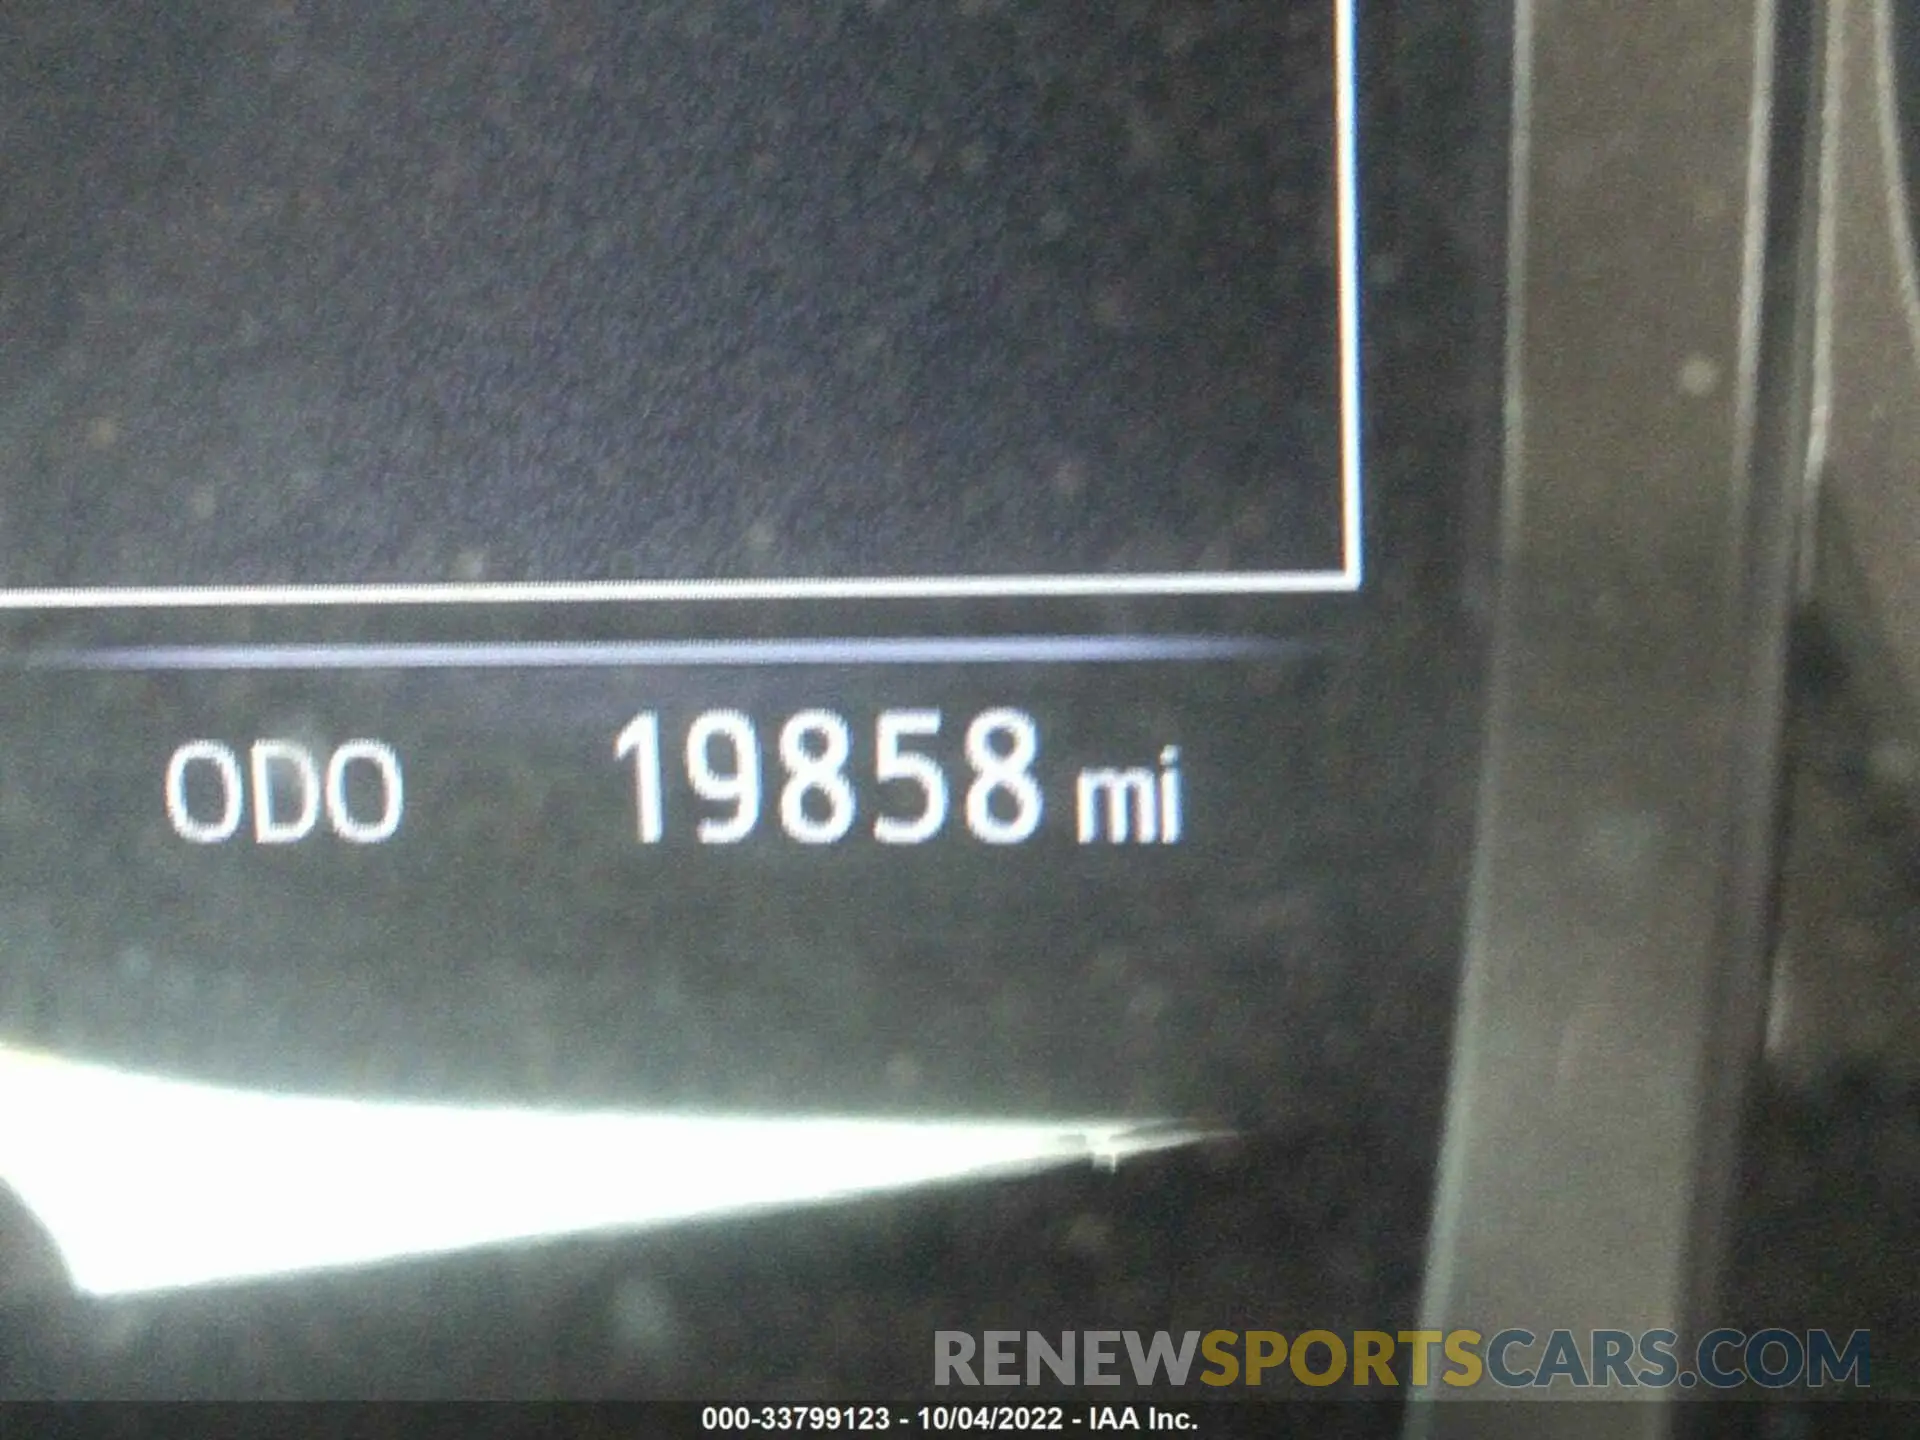 ODO 19858 mi
RENEWSPORTSCARS.COM
000-33799123 - 10/04/2022 - IAA Inc.